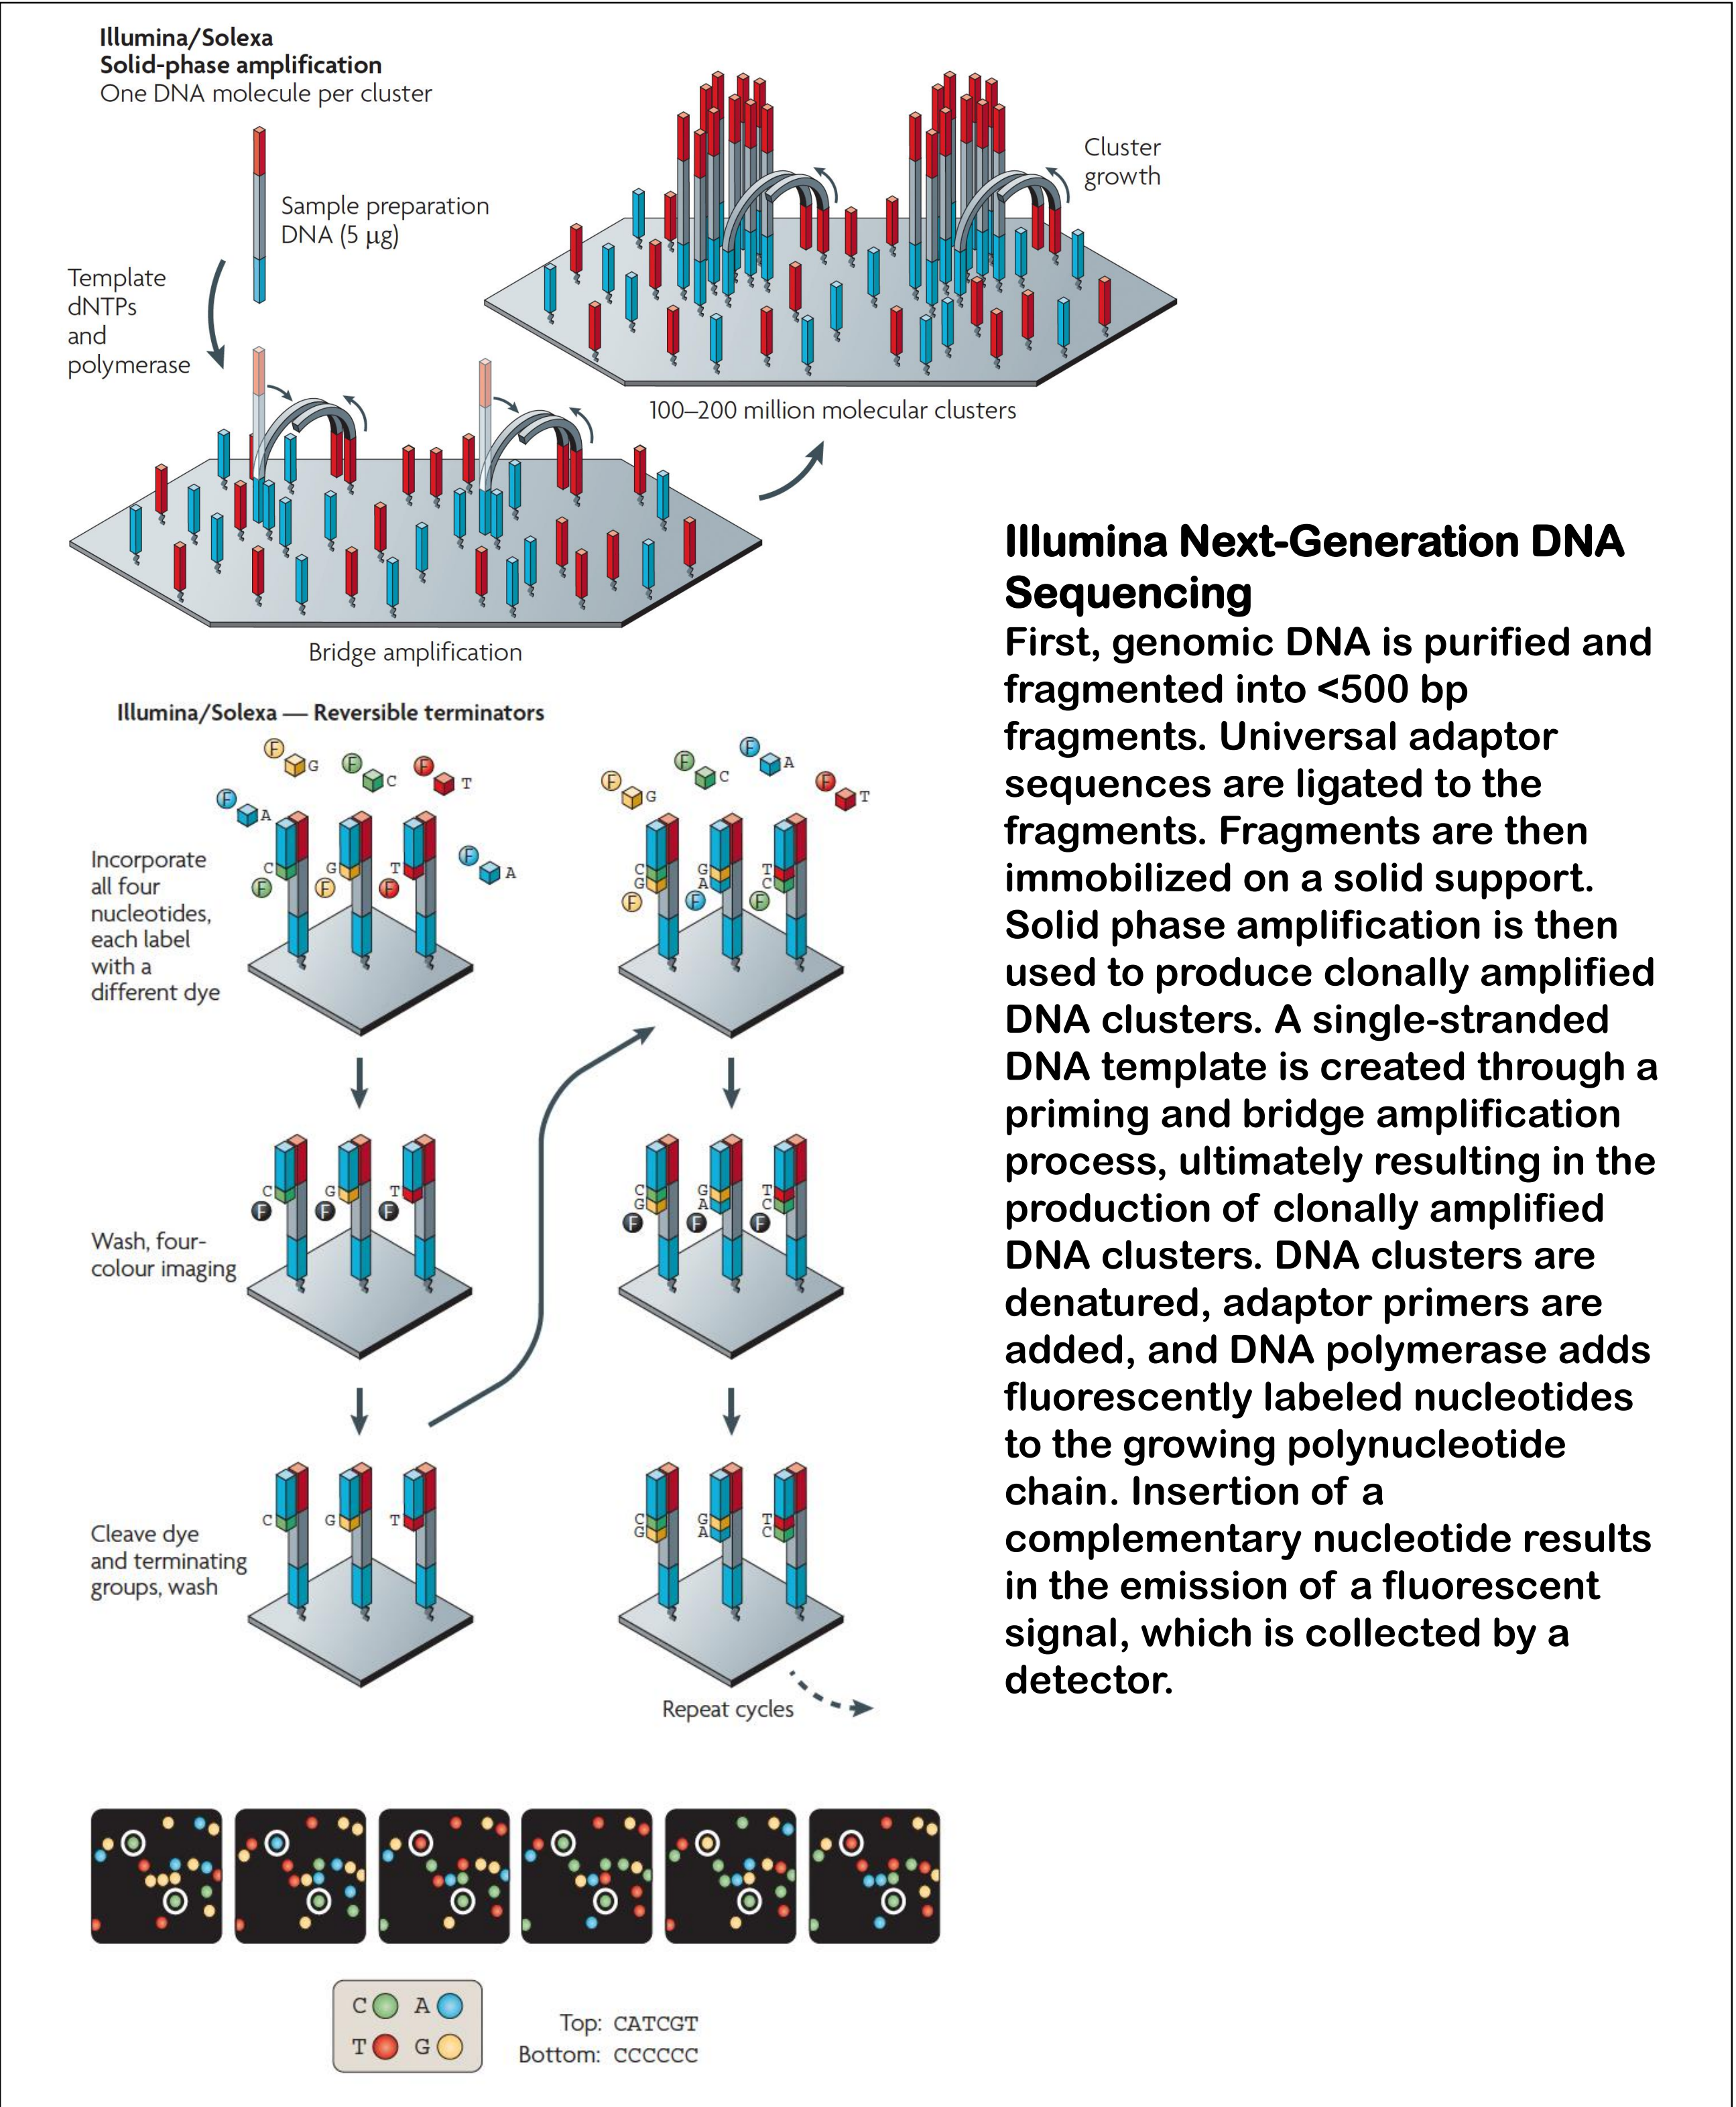 Illumina/Solexa
Solid-phase amplification
One DNA molecule per cluster
Sample preparation
DNA (5 µg)
Template
dNTPs
and
polymerase
Cluster
growth
100–200 million molecular clusters
Bridge amplification
Illumina Next-Generation DNA
Sequencing
First, genomic DNA is purified and
fragmented into <500 bp
fragments. Universal adaptor
sequences are ligated to the
fragments. Fragments are then
immobilized on a solid support.
Solid phase amplification is then
used to produce clonally amplified
DNA clusters. A single-stranded
DNA template is created through a
priming and bridge amplification
process, ultimately resulting in the
production of clonally amplified
DNA clusters. DNA clusters are
denatured, adaptor primers are
added, and DNA polymerase adds
fluorescently labeled nucleotides
to the growing polynucleotide
chain. Insertion of a
complementary nucleotide results
in the emission of a fluorescent
signal, which is collected by a
detector.
Illumina/Solexa — Reversible terminators
F G F C F T
F A
F A
C G T
F F F
Incorporate
all four
nucleotides,
each label
with a
different dye
F G F C F A F T
C G T
G A C
F F F
Wash, four-
colour imaging
C G T
F F F
C G T
G A C
F F F
Cleave dye
and terminating
groups, wash
C G T
C G T
G A C
Repeat cycles
C A
T G
Top: CATCGT
Bottom: CCCCCC